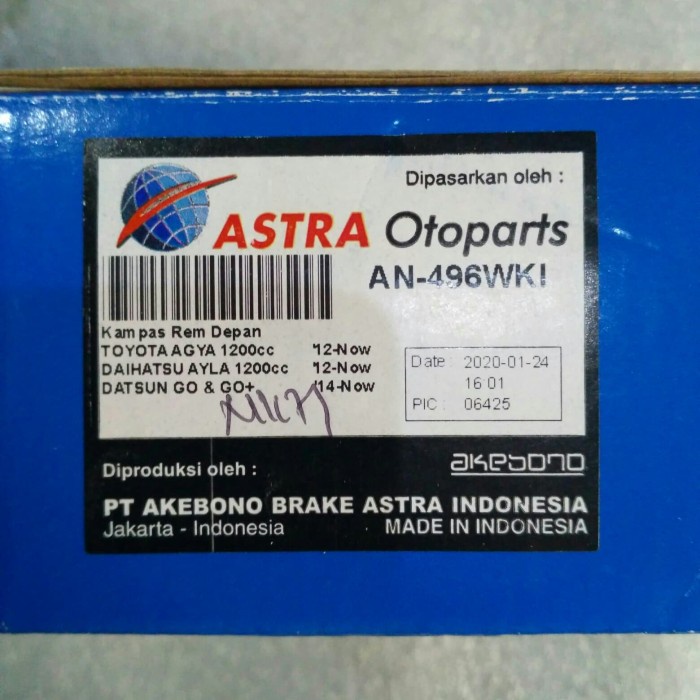 Dipasarkan oleh :
ASTRA Otoparts
AN-496WKI
Kampas Rem Depan
TOYOTA AGYA 1200cc '12-Now
DAIHATSU AYLA 1200cc '12-Now
DATSUN GO & GO+ '14-Now
Date : 2020-01-24
16 01
PIC : 06425
Diproduksi oleh :
akebono
PT AKEBONO BRAKE ASTRA INDONESIA
Jakarta - Indonesia MADE IN INDONESIA